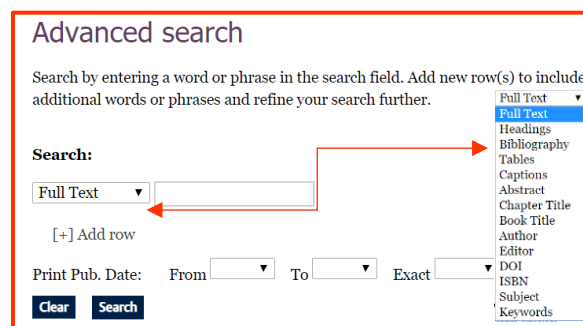 Advanced search
Search by entering a word or phrase in the search field. Add new row(s) to include
additional words or phrases and refine your search further.
Search:
Full Text
[+] Add row
Print Pub. Date: From To Exact
Clear Search
Full Text
Full Text
Headings
Bibliography
Tables
Captions
Abstract
Chapter Title
Book Title
Author
Editor
DOI
ISBN
Subject
Keywords